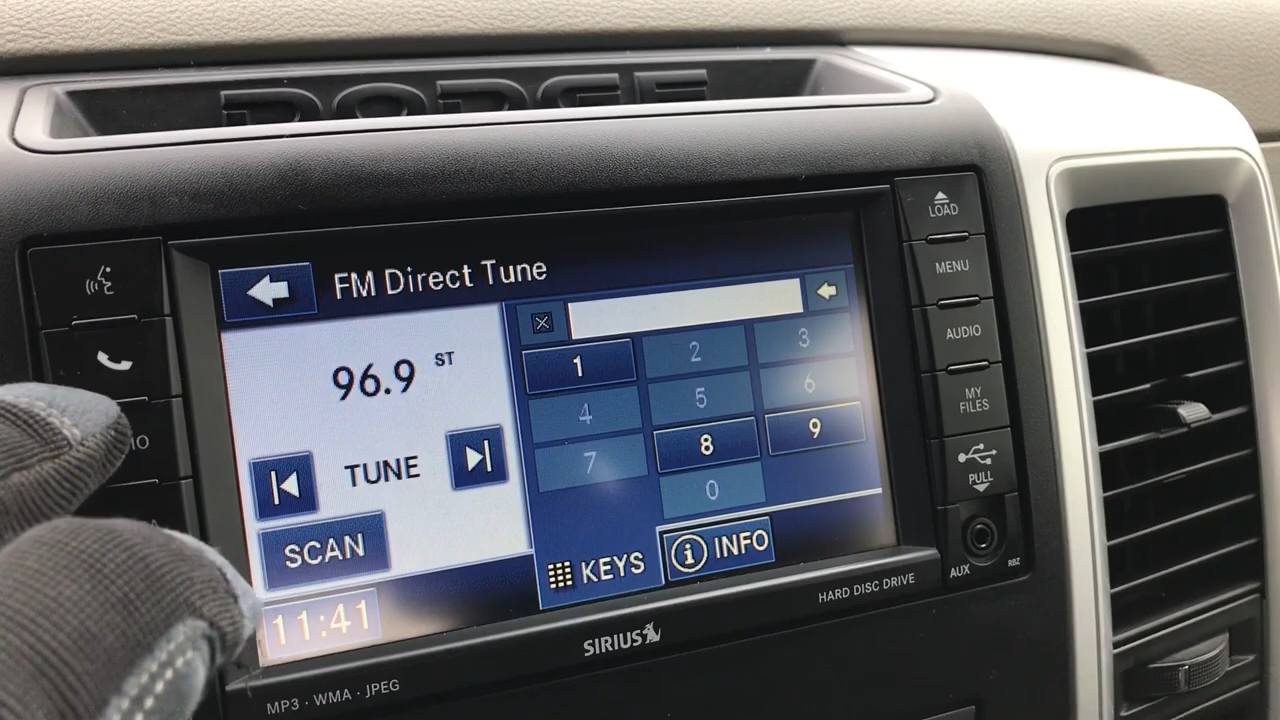 DODGE
LOAD
MENU
AUDIO
MY
FILES
PULL
AUX
RBZ
FM Direct Tune
96.9 ST
TUNE
SCAN
11:41
1 2 3
4 5 6
7 8 9
0
KEYS
INFO
HARD DISC DRIVE
SIRIUS
MP3 · WMA · JPEG